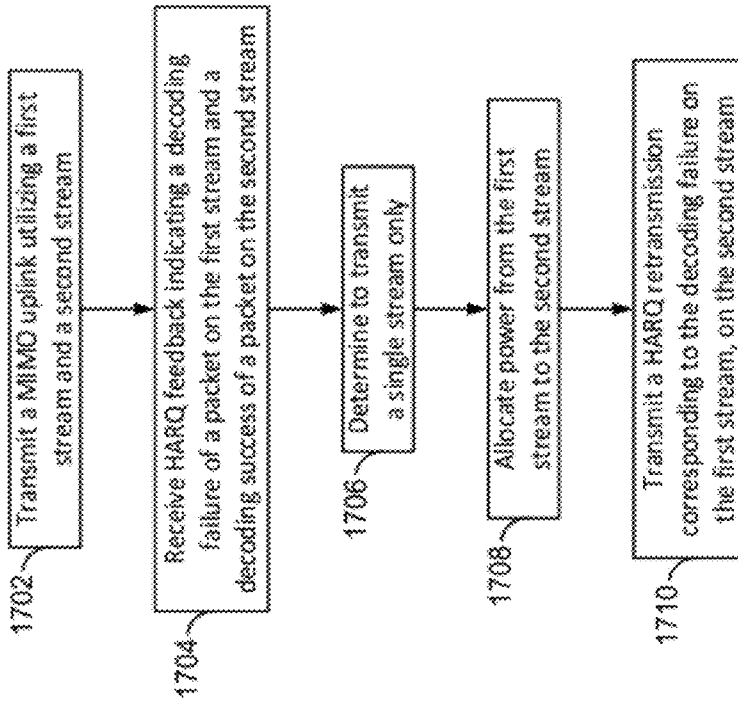 1702
Transmit a MIMO uplink utilizing a first
stream and a second stream
1704
Receive HARQ feedback indicating a decoding
failure of a packet on the first stream and a
decoding success of a packet on the second stream
1706
Determine to transmit
a single stream only
1708
Allocate power from the first
stream to the second stream
1710
Transmit a HARQ retransmission
corresponding to the decoding failure on
the first stream, on the second stream